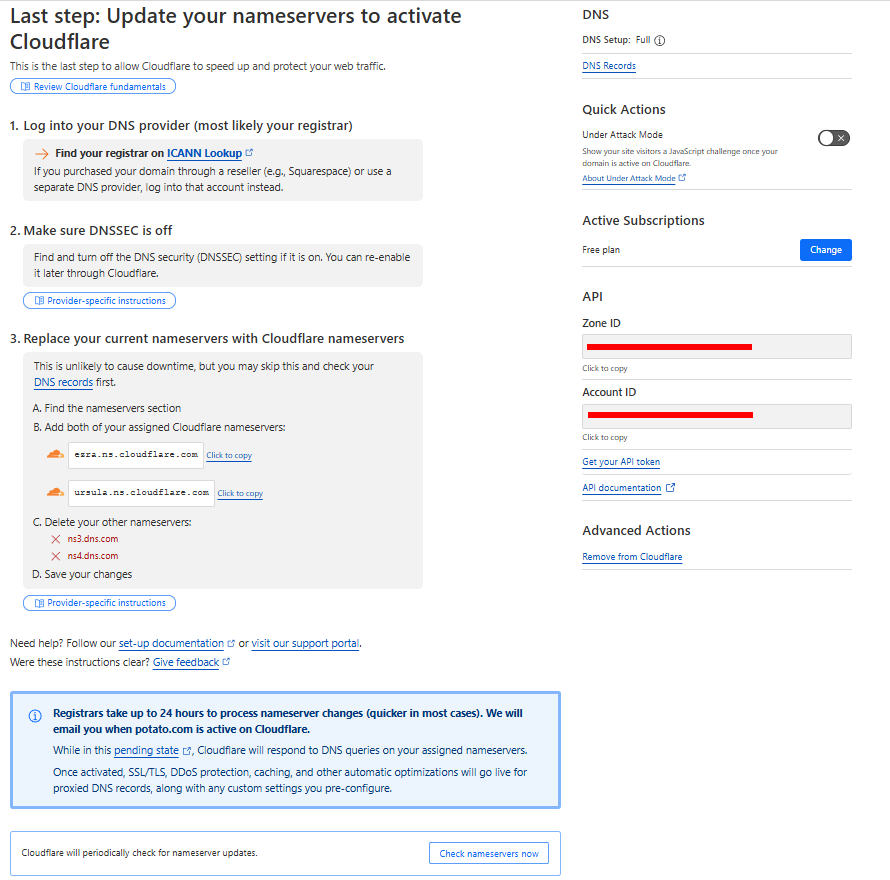 Last step: Update your nameservers to activate
Cloudflare
This is the last step to allow Cloudflare to speed up and protect your web traffic.
Review Cloudflare fundamentals
1. Log into your DNS provider (most likely your registrar)
Find your registrar on ICANN Lookup
If you purchased your domain through a reseller (e.g., Squarespace) or use a
separate DNS provider, log into that account instead.
2. Make sure DNSSEC is off
Find and turn off the DNS security (DNSSEC) setting if it is on. You can re-enable
it later through Cloudflare.
Provider-specific instructions
3. Replace your current nameservers with Cloudflare nameservers
This is unlikely to cause downtime, but you may skip this and check your
DNS records first.
A. Find the nameservers section
B. Add both of your assigned Cloudflare nameservers:
ezra.ns.cloudflare.com Click to copy
ursula.ns.cloudflare.com Click to copy
C. Delete your other nameservers:
ns3.dns.com
ns4.dns.com
D. Save your changes
Provider-specific instructions
Need help? Follow our set-up documentation or visit our support portal.
Were these instructions clear? Give feedback
Registrars take up to 24 hours to process nameserver changes (quicker in most cases). We will
email you when potato.com is active on Cloudflare.
While in this pending state, Cloudflare will respond to DNS queries on your assigned nameservers.
Once activated, SSL/TLS, DDoS protection, caching, and other automatic optimizations will go live for
proxied DNS records, along with any custom settings you pre-configure.
Cloudflare will periodically check for nameserver updates.
Check nameservers now
DNS
DNS Setup: Full
DNS Records
Quick Actions
Under Attack Mode
Show your site visitors a JavaScript challenge once your
domain is active on Cloudflare.
About Under Attack Mode
Active Subscriptions
Free plan
Change
API
Zone ID
Click to copy
Account ID
Click to copy
Get your API token
API documentation
Advanced Actions
Remove from Cloudflare